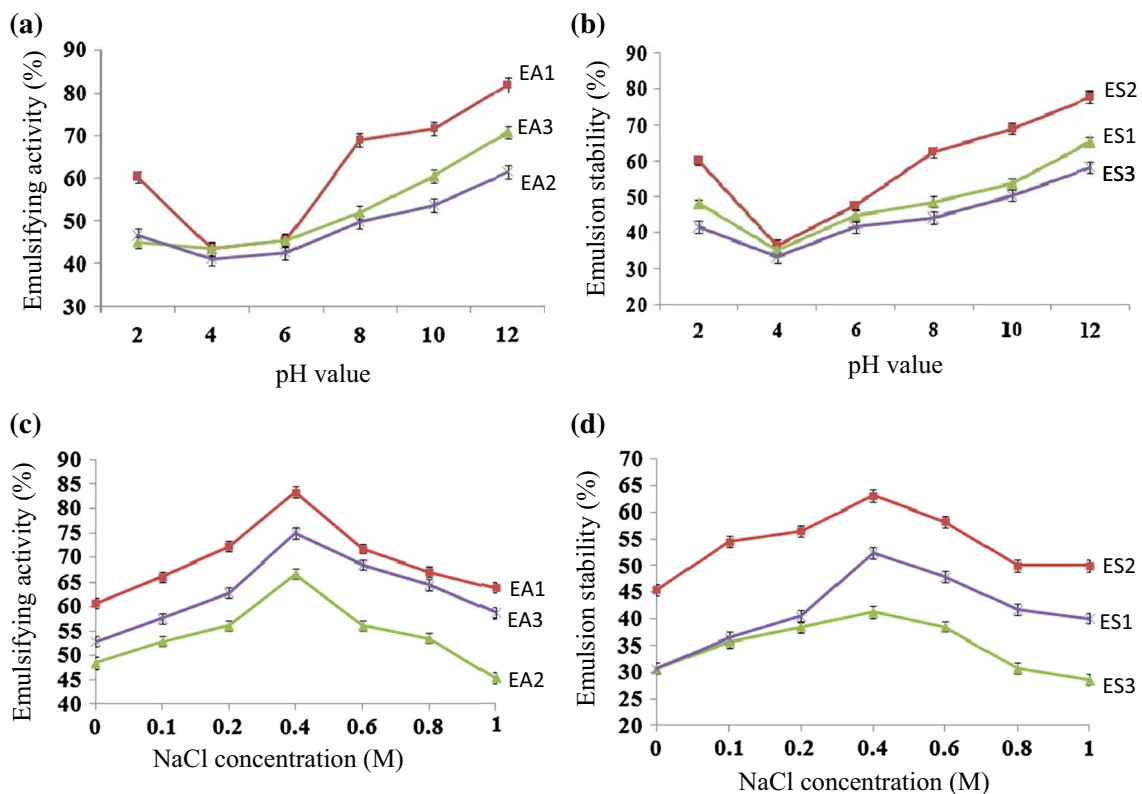 (a)
Emulsifying activity (%)
90
80
70
60
50
40
30
2 4 6 8 10 12
pH value
EA1
EA3
EA2
(b)
Emulsion stability (%)
90
80
70
60
50
40
30
20
2 4 6 8 10 12
pH value
ES2
ES1
ES3
(c)
Emulsifying activity (%)
90
85
80
75
70
65
60
55
50
45
40
0 0.1 0.2 0.4 0.6 0.8 1
NaCl concentration (M)
EA1
EA3
EA2
(d)
Emulsion stability (%)
70
65
60
55
50
45
40
35
30
25
20
0 0.1 0.2 0.4 0.6 0.8 1
NaCl concentration (M)
ES2
ES1
ES3